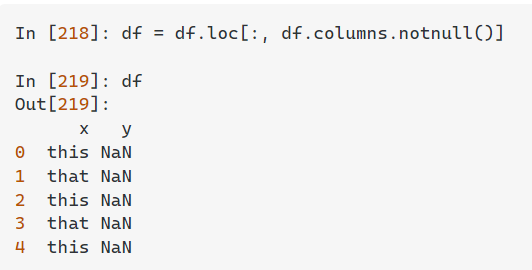 In [218]: df = df.loc[:, df.columns.notnull()]
In [219]: df
Out[219]:
      x   y
0  this NaN
1  that NaN
2  this NaN
3  that NaN
4  this NaN